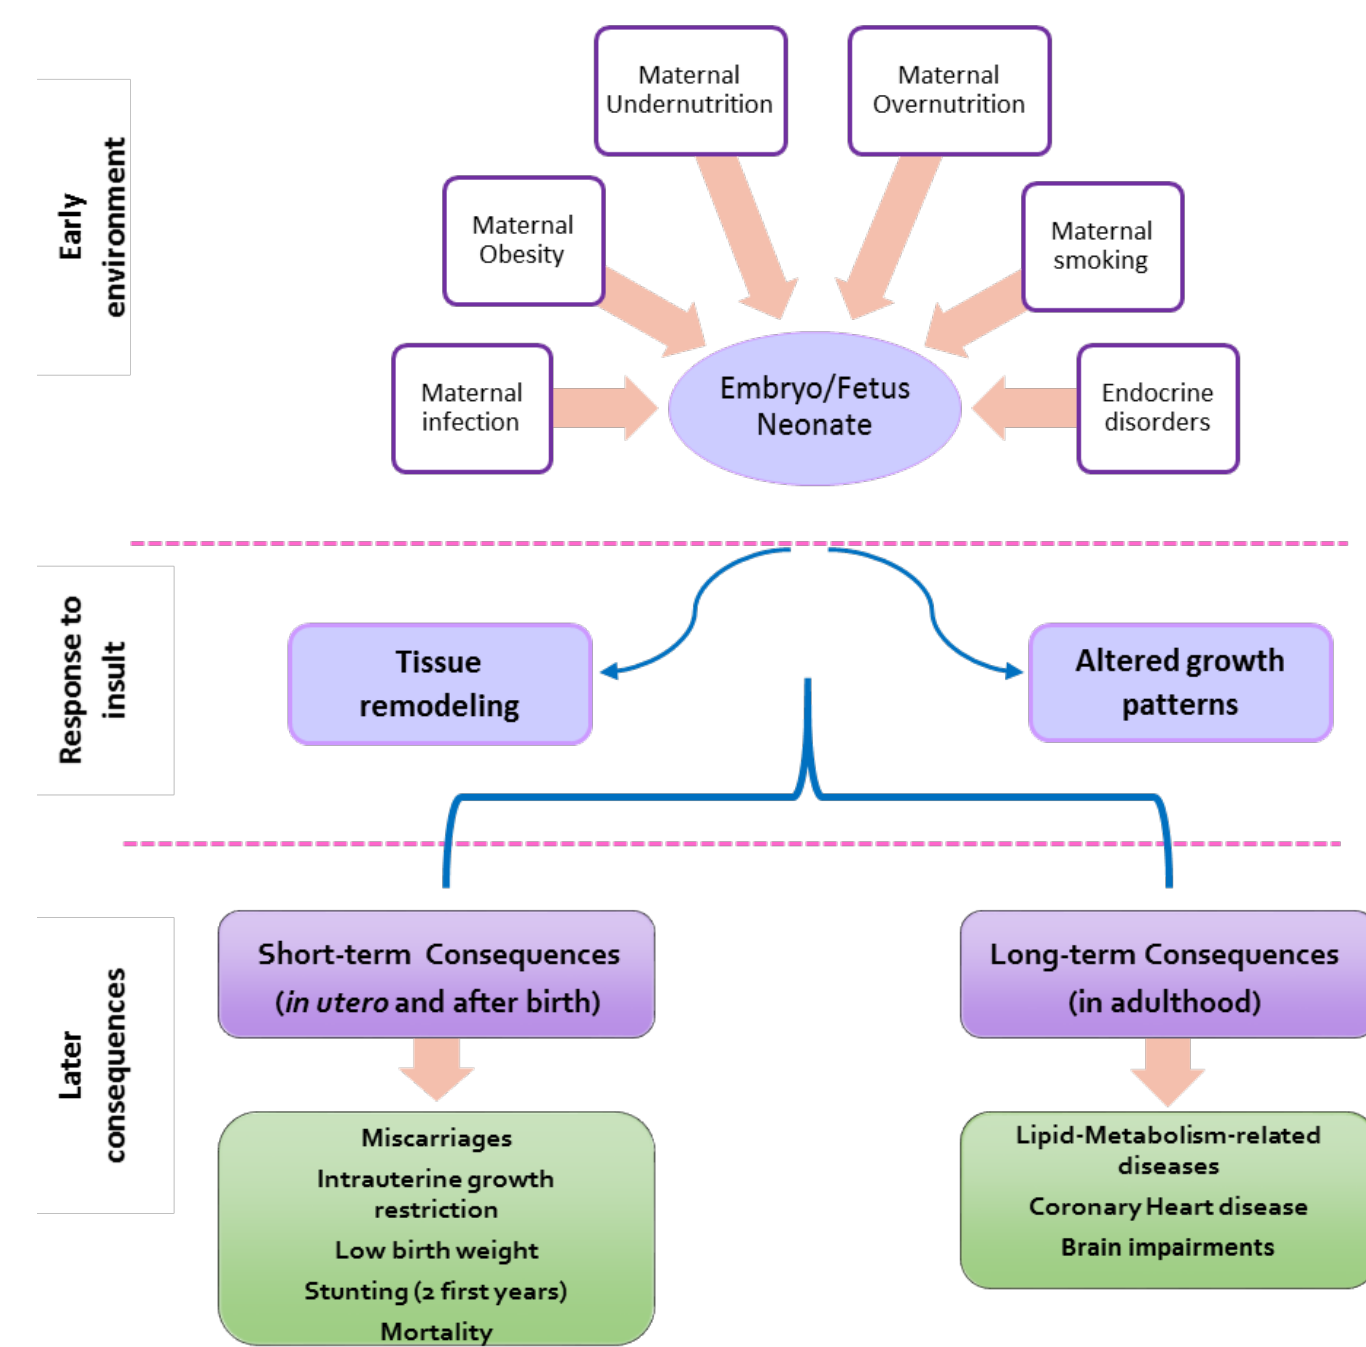 Early
environment
Maternal
Undernutrition
Maternal
Overnutrition
Maternal
Obesity
Maternal
smoking
Maternal
infection
Embryo/Fetus
Neonate
Endocrine
disorders
Response to
insult
Tissue
remodeling
Altered growth
patterns
Later
consequences
Short-term Consequences
(in utero and after birth)
Long-term Consequences
(in adulthood)
Miscarriages
Intrauterine growth
restriction
Low birth weight
Stunting (2 first years)
Mortality
Lipid-Metabolism-related
diseases
Coronary Heart disease
Brain impairments